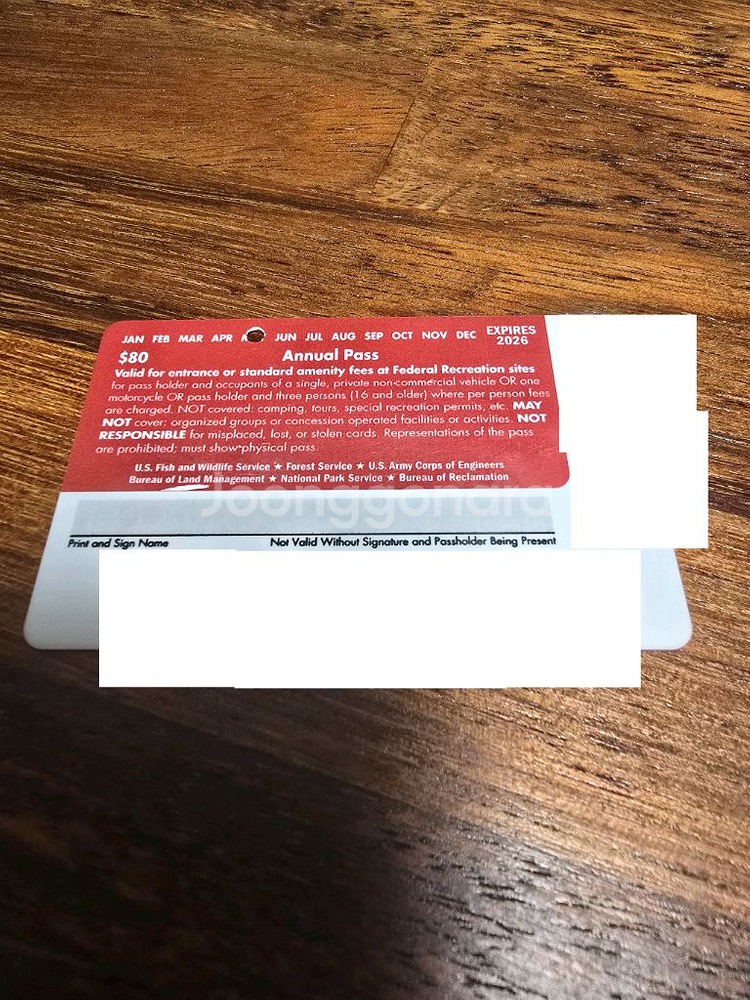 JAN FEB MAR APR JUN JUL AUG SEP OCT NOV DEC EXPIRES 2026
$80 Annual Pass
Valid for entrance or standard amenity fees at Federal Recreation sites
for pass holder and occupants of a single, private non-commercial vehicle OR one
motorcycle OR pass holder and three persons (16 and older) where per person fees
are charged. NOT covered: camping, tours, special recreation permits, etc. MAY
NOT cover: organized groups or concession operated facilities or activities. NOT
RESPONSIBLE for misplaced, lost, or stolen cards. Representations of the pass
are prohibited; must show physical pass.
U.S. Fish and Wildlife Service ★ Forest Service ★ U.S. Army Corps of Engineers
Bureau of Land Management ★ National Park Service ★ Bureau of Reclamation
Joonggonara
Print and Sign Name Not Valid Without Signature and Passholder Being Present